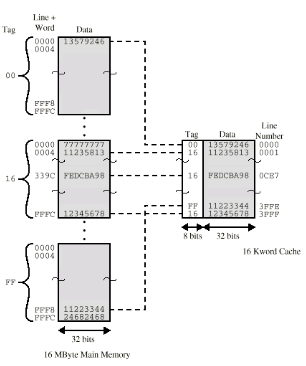 Line +
Tag Word Data
0000 13579246
0004
00
FFF8
FFFC
Line
Tag Data Number
0000 77777777 00 13579246 0000
0004 11235813 16 11235813 0001
16 339C FEDCBA98 16 FEDCBA98 0CE7
FF 11223344 3FFE
FFFC 12345678 16 12345678 3FFF
8 bits 32 bits
16 Kword Cache
0000
0004
FF
FFF8 11223344
FFFC 24682468
32 bits
16 MByte Main Memory